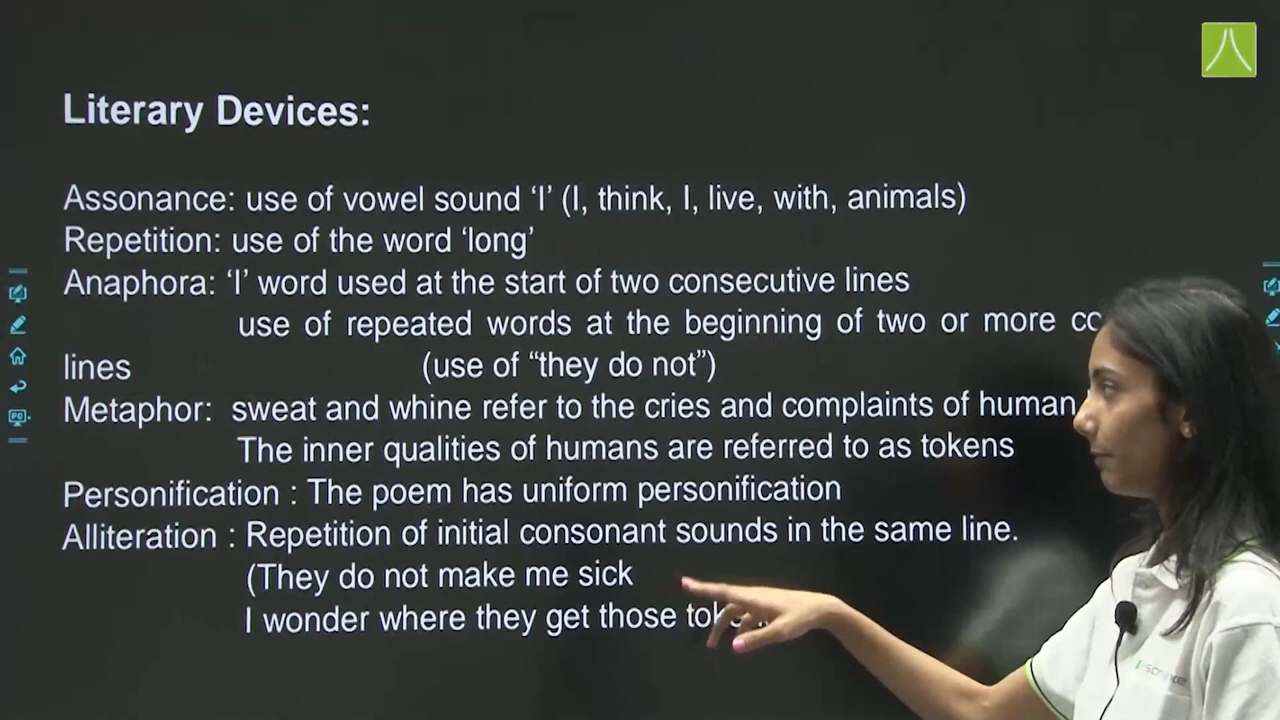 Literary Devices:
Assonance: use of vowel sound ‘I’ (I, think, I, live, with, animals)
Repetition: use of the word ‘long’
Anaphora: ‘I’ word used at the start of two consecutive lines
use of repeated words at the beginning of two or more
lines (use of “they do not”)
Metaphor: sweat and whine refer to the cries and complaints of human
The inner qualities of humans are referred to as tokens
Personification : The poem has uniform personification
Alliteration : Repetition of initial consonant sounds in the same line.
(They do not make me sick
I wonder where they get those
PC